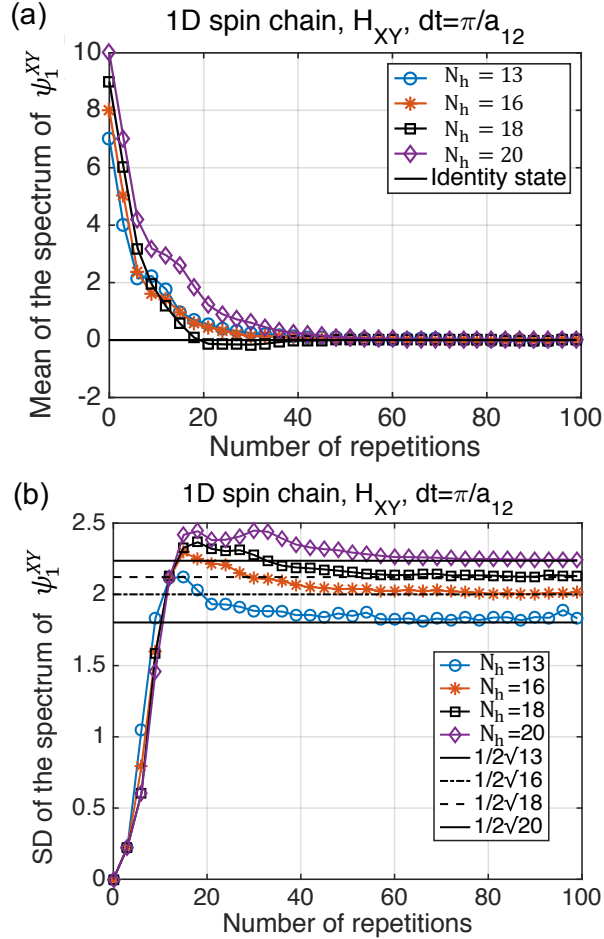 (a)
1D spin chain, H_XY, dt=π/a_12
Mean of the spectrum of ψ_1^XY
10
8
6
4
2
0
-2
N_h = 13
N_h = 16
N_h = 18
N_h = 20
Identity state
0 20 40 60 80 100
Number of repetitions
(b)
1D spin chain, H_XY, dt=π/a_12
SD of the spectrum of ψ_1^XY
2.5
2
1.5
1
0.5
0
N_h=13
N_h=16
N_h=18
N_h=20
1/2√13
1/2√16
1/2√18
1/2√20
0 20 40 60 80 100
Number of repetitions